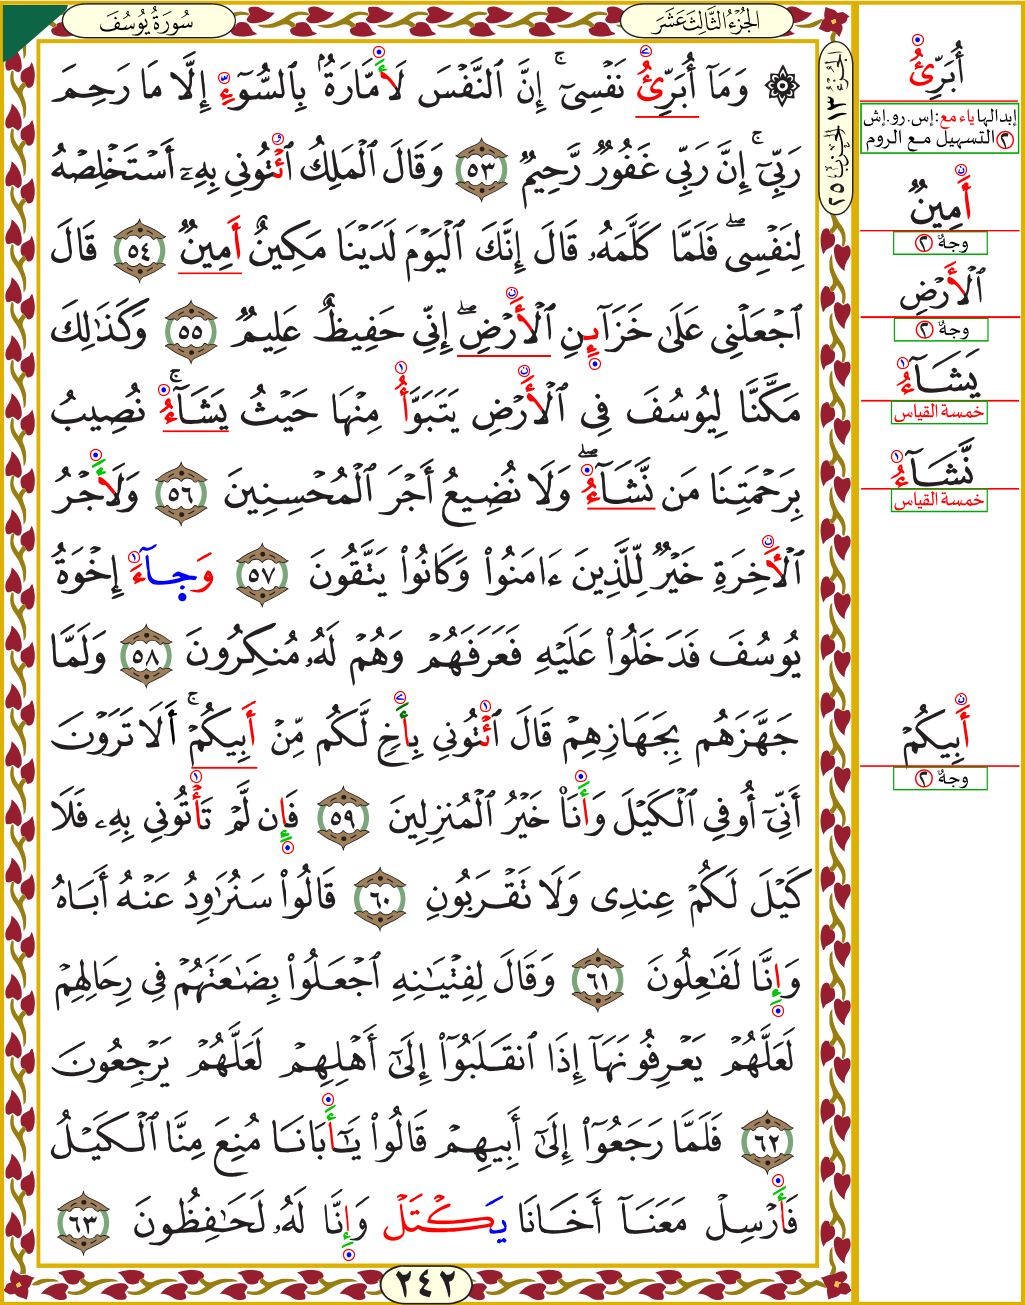 سُورَةُ يُوسُفَ
الجُزْءُ الثَّالِثَ عَشَرَ
۞ وَمَآ أُبَرِّئُ نَفْسِيٓ ۚ إِنَّ ٱلنَّفْسَ لَأَمَّارَةُۢ بِٱلسُّوٓءِ إِلَّا مَا رَحِمَ
رَبِّيٓ ۚ إِنَّ رَبِّي غَفُورٌ رَّحِيمٌ ٥٣ وَقَالَ ٱلْمَلِكُ ٱئْتُونِي بِهِۦٓ أَسْتَخْلِصْهُ
لِنَفْسِي ۖ فَلَمَّا كَلَّمَهُۥ قَالَ إِنَّكَ ٱلْيَوْمَ لَدَيْنَا مَكِينٌ أَمِينٌ ٥٤ قَالَ
ٱجْعَلْنِي عَلَىٰ خَزَآئِنِ ٱلْأَرْضِ ۖ إِنِّي حَفِيظٌ عَلِيمٌ ٥٥ وَكَذَٰلِكَ
مَكَّنَّا لِيُوسُفَ فِي ٱلْأَرْضِ يَتَبَوَّأُ مِنْهَا حَيْثُ يَشَآءُ ۚ نُصِيبُ
بِرَحْمَتِنَا مَن نَّشَآءُ ۖ وَلَا نُضِيعُ أَجْرَ ٱلْمُحْسِنِينَ ٥٦ وَلَأَجْرُ
ٱلْأَخِرَةِ خَيْرٌ لِّلَّذِينَ ءَامَنُواْ وَكَانُواْ يَتَّقُونَ ٥٧ وَجَآءَ إِخْوَةُ
يُوسُفَ فَدَخَلُواْ عَلَيْهِ فَعَرَفَهُمْ وَهُمْ لَهُۥ مُنكِرُونَ ٥٨ وَلَمَّا
جَهَّزَهُم بِجَهَازِهِمْ قَالَ ٱئْتُونِي بِأَخٍ لَّكُم مِّنْ أَبِيكُمْ ۚ أَلَا تَرَوْنَ
أَنِّيٓ أُوفِي ٱلْكَيْلَ وَأَنَا۠ خَيْرُ ٱلْمُنزِلِينَ ٥٩ فَإِن لَّمْ تَأْتُونِي بِهِۦ فَلَا
كَيْلَ لَكُمْ عِندِي وَلَا تَقْرَبُونِ ٦٠ قَالُواْ سَنُرَٰوِدُ عَنْهُ أَبَاهُ
وَإِنَّا لَفَٰعِلُونَ ٦١ وَقَالَ لِفِتْيَٰنِهِ ٱجْعَلُواْ بِضَٰعَتَهُمْ فِي رِحَالِهِمْ
لَعَلَّهُمْ يَعْرِفُونَهَآ إِذَا ٱنقَلَبُوٓاْ إِلَىٰٓ أَهْلِهِمْ لَعَلَّهُمْ يَرْجِعُونَ
٦٢ فَلَمَّا رَجَعُوٓاْ إِلَىٰٓ أَبِيهِمْ قَالُواْ يَٰٓأَبَانَا مُنِعَ مِنَّا ٱلْكَيْلُ
فَأَرْسِلْ مَعَنَآ أَخَانَا يَكْتَلْ وَإِنَّا لَهُۥ لَحَٰفِظُونَ ٦٣
٢٤٢
الجزء ١٣ الحزب ٢٥
أُبَرِّئُ
إبدالها ياء مع: إس. رو. إش
٢ التسهيل مع الروم
أَمِينٌ
٢ وجهٌ
ٱلْأَرْضِ
٢ وجهٌ
يَشَآءُ
خمسة القياس
نَّشَآءُ
خمسة القياس
أَبِيكُمْ
٢ وجهٌ